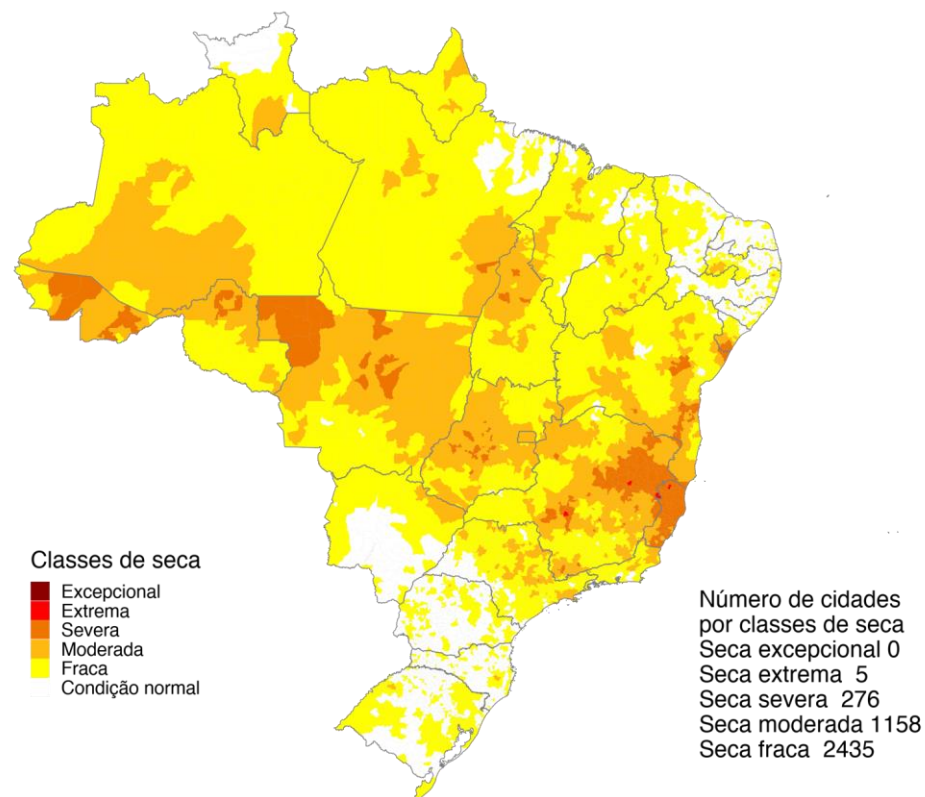 Classes de seca
Excepcional
Extrema
Severa
Moderada
Fraca
Condição normal
Número de cidades
por classes de seca
Seca excepcional 0
Seca extrema 5
Seca severa 276
Seca moderada 1158
Seca fraca 2435